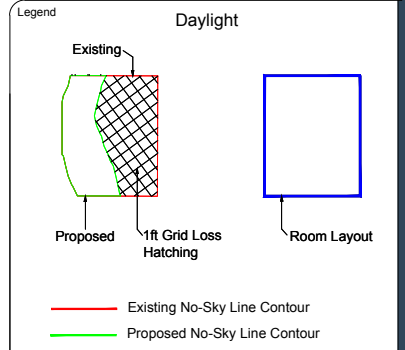 Legend
Daylight
Existing
Proposed
1ft Grid Loss
Hatching
Room Layout
Existing No-Sky Line Contour
Proposed No-Sky Line Contour